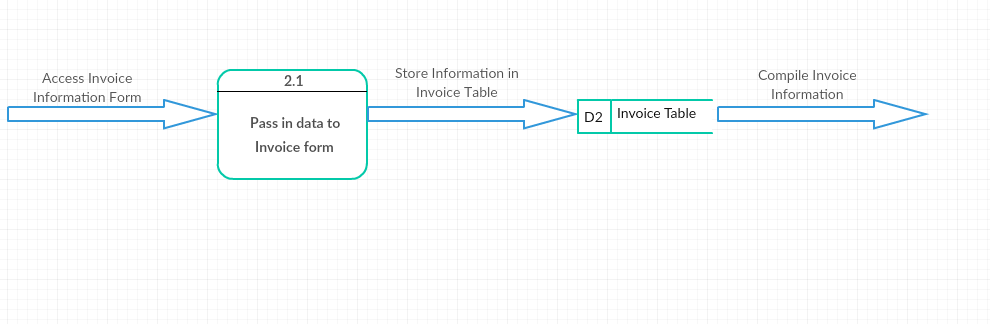 Access Invoice
Information Form
2.1
Pass in data to
Invoice form
Store Information in
Invoice Table
D2
Invoice Table
Compile Invoice
Information